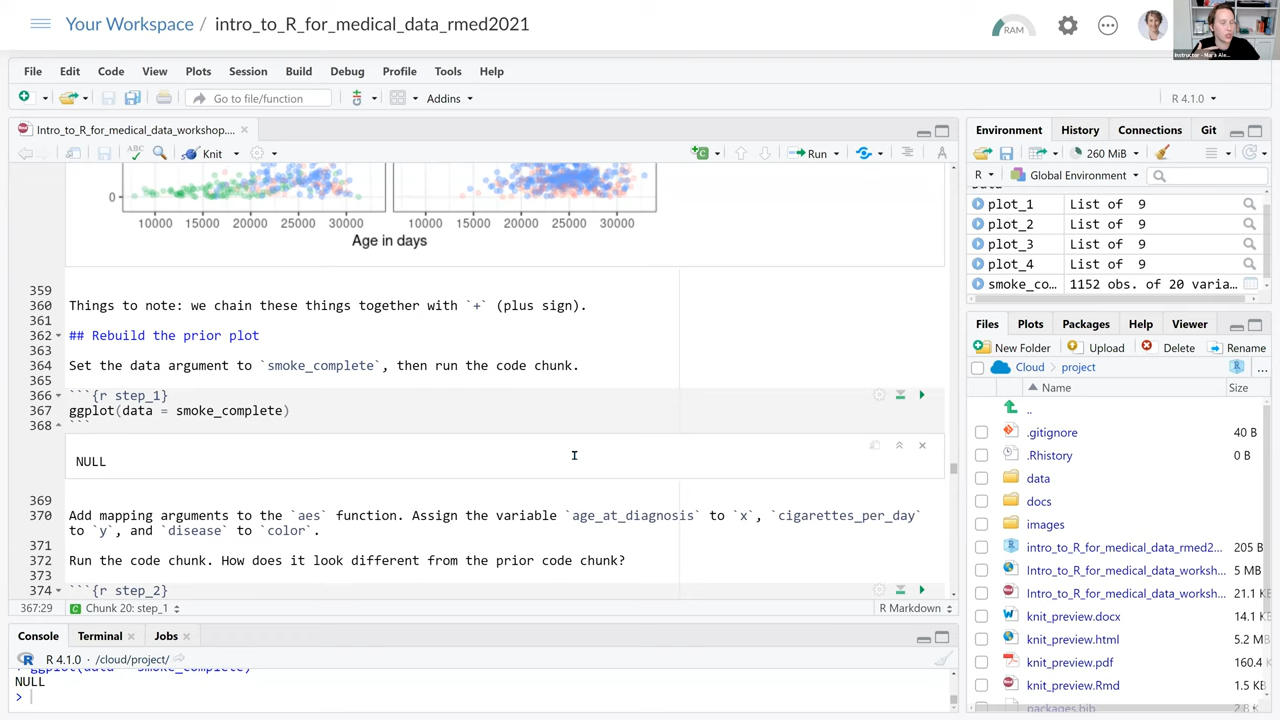 Your Workspace / intro_to_R_for_medical_data_rmed2021
RAM
File Edit Code View Plots Session Build Debug Profile Tools Help
Go to file/function
Addins
R 4.1.0
Intro_to_R_for_medical_data_workshop....
Knit
Run
0
10000 15000 20000 25000 30000 10000 15000 20000 25000 30000
Age in days
359
360 Things to note: we chain these things together with `+` (plus sign).
361
362 ## Rebuild the prior plot
363
364 Set the data argument to `smoke_complete`, then run the code chunk.
365
366 ```{r step_1}
367 ggplot(data = smoke_complete)
368 ```
NULL
369
370 Add mapping arguments to the `aes` function. Assign the variable `age_at_diagnosis` to `x`, `cigarettes_per_day`
to `y`, and `disease` to `color`.
371
372 Run the code chunk. How does it look different from the prior code chunk?
373
374 ```{r step_2}
367:29 Chunk 20: step_1 R Markdown
Console Terminal Jobs
R 4.1.0 · /cloud/project/
NULL
>
Environment History Connections Git
260 MiB
R Global Environment
Data
plot_1 List of 9
plot_2 List of 9
plot_3 List of 9
plot_4 List of 9
smoke_co... 1152 obs. of 20 varia...
Files Plots Packages Help Viewer
New Folder Upload Delete Rename
Cloud project ...
Name Size
..
.gitignore 40 B
.Rhistory 0 B
data
docs
images
intro_to_R_for_medical_data_rmed2... 205 B
Intro_to_R_for_medical_data_worksh... 5 MB
Intro_to_R_for_medical_data_worksh... 21.1 KB
knit_preview.docx 14.1 KB
knit_preview.html 5.2 MB
knit_preview.pdf 160.4
knit_preview.Rmd 1.5 KB
packages.bib 2.8 KB